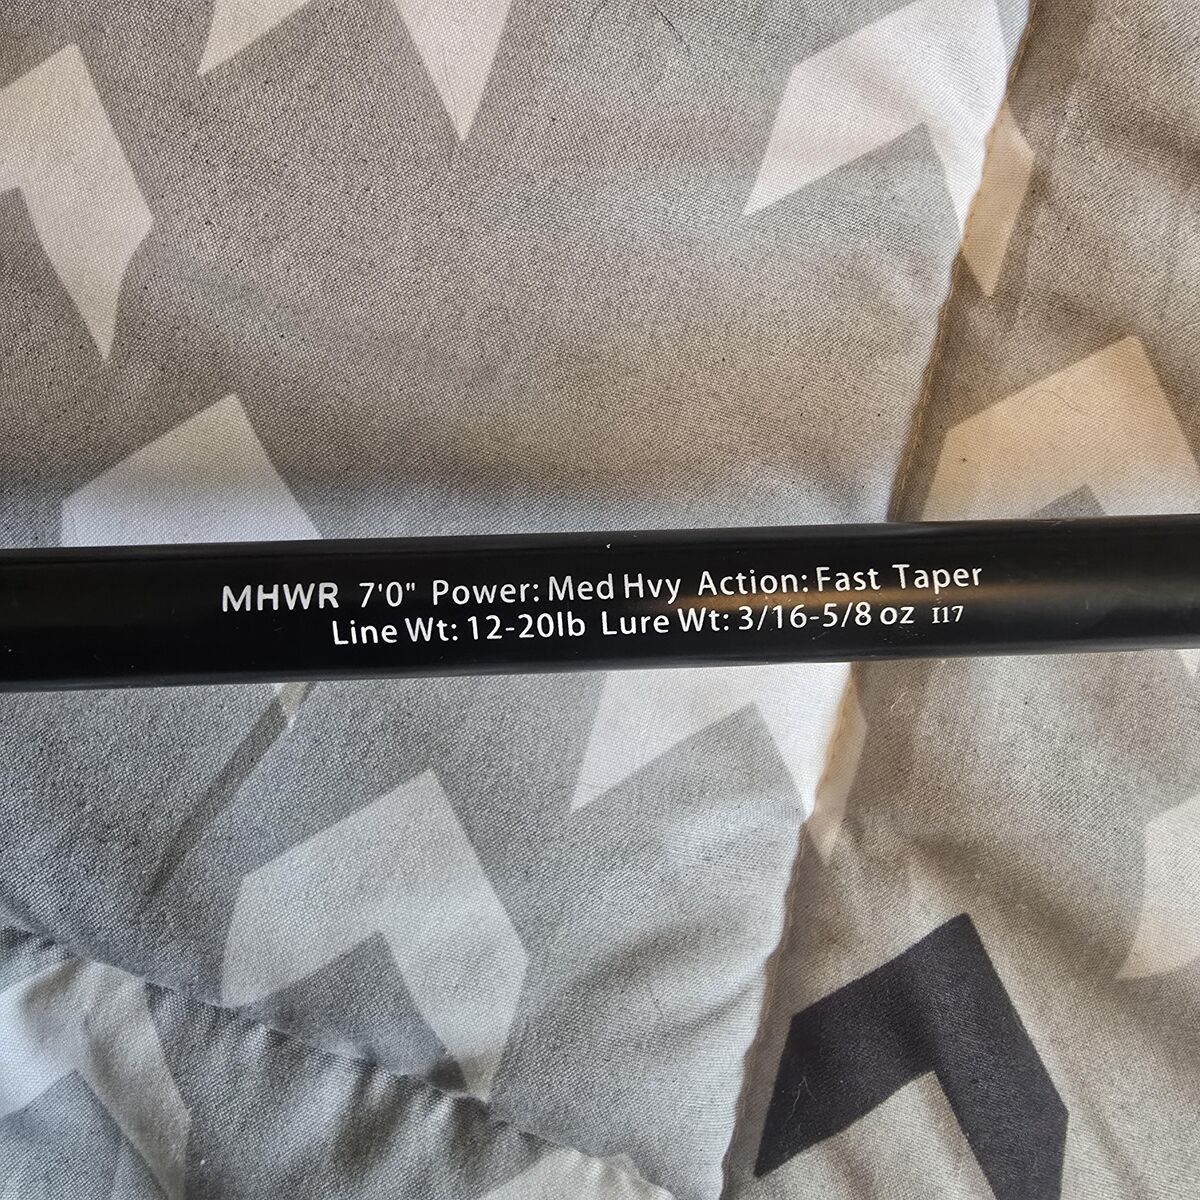 MHWR 7'0" Power: Med Hvy Action: Fast Taper
Line Wt: 12-20lb Lure Wt: 3/16-5/8 oz I17